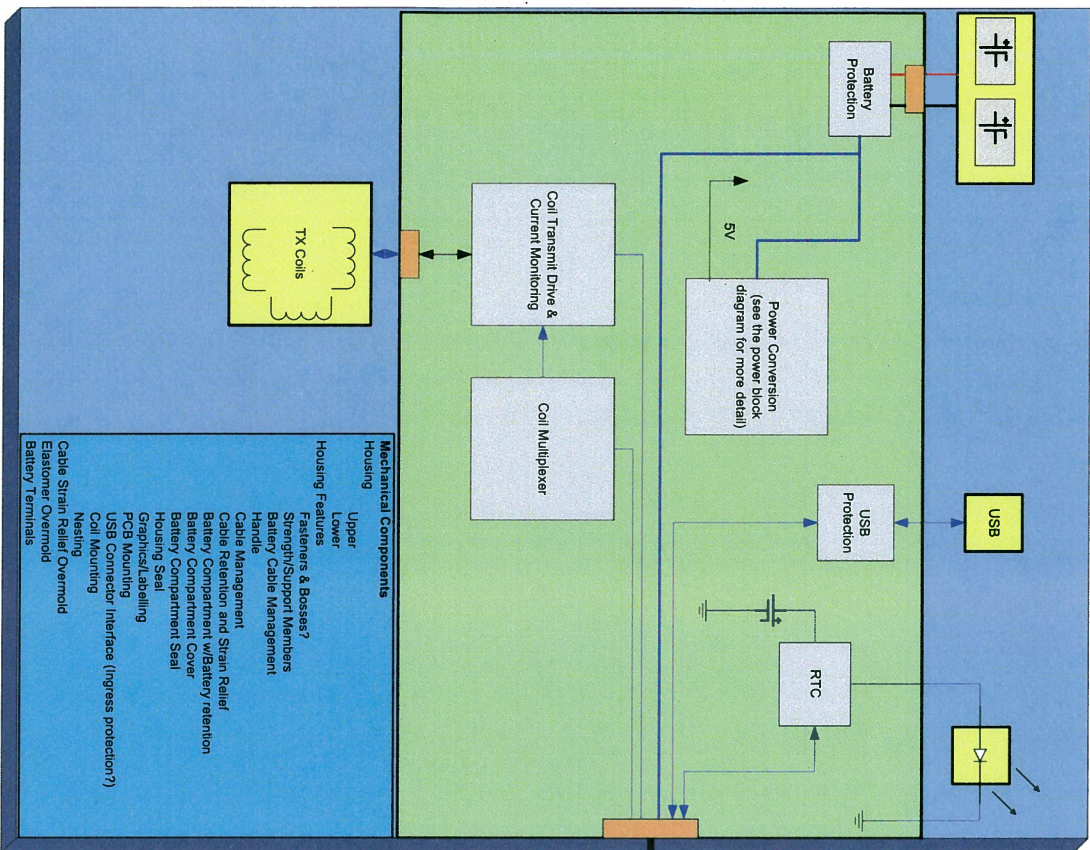 Battery
Protection
5V
Power Conversion
(see the power block
diagram for more detail)
USB
USB
Protection
RTC
Coil Transmit Drive &
Current Monitoring
Coil Multiplexer
TX Coils
Mechanical Components
Housing
Upper
Lower
Housing Features
Fasteners & Bosses?
Strength/Support Members
Battery Cable Management
Handle
Cable Management
Cable Retention and Strain Relief
Battery Compartment w/Battery retention
Battery Compartment Cover
Battery Compartment Seal
Housing Seal
Graphics/Labelling
PCB Mounting
USB Connector Interface (Ingress protection?)
Coil Mounting
Nesting
Cable Strain Relief Overmold
Elastomer Overmold
Battery Terminals